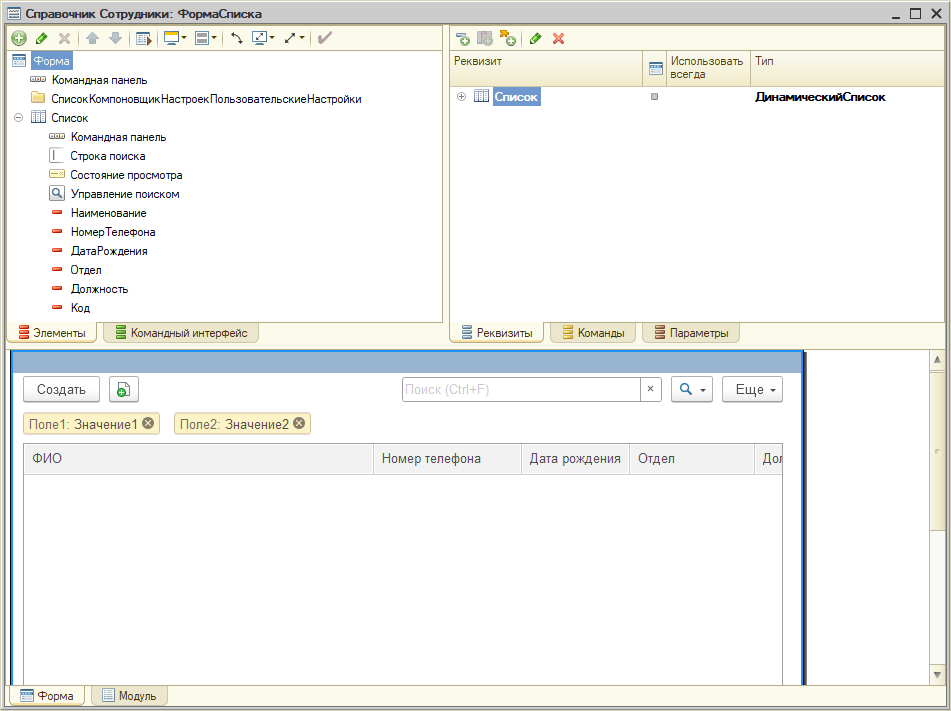 Справочник Сотрудники: ФормаСписка
Форма
Командная панель
СписокКомпоновщикНастроекПользовательскиеНастройки
Список
Командная панель
Строка поиска
Состояние просмотра
Управление поиском
Наименование
НомерТелефона
ДатаРождения
Отдел
Должность
Код
Элементы
Командный интерфейс
Реквизит
Использовать всегда
Тип
Список
ДинамическийСписок
Реквизиты
Команды
Параметры
Создать
Поиск (Ctrl+F)
×
Еще
Поле1: Значение1
Поле2: Значение2
ФИО
Номер телефона
Дата рождения
Отдел
Дол
Форма
Модуль